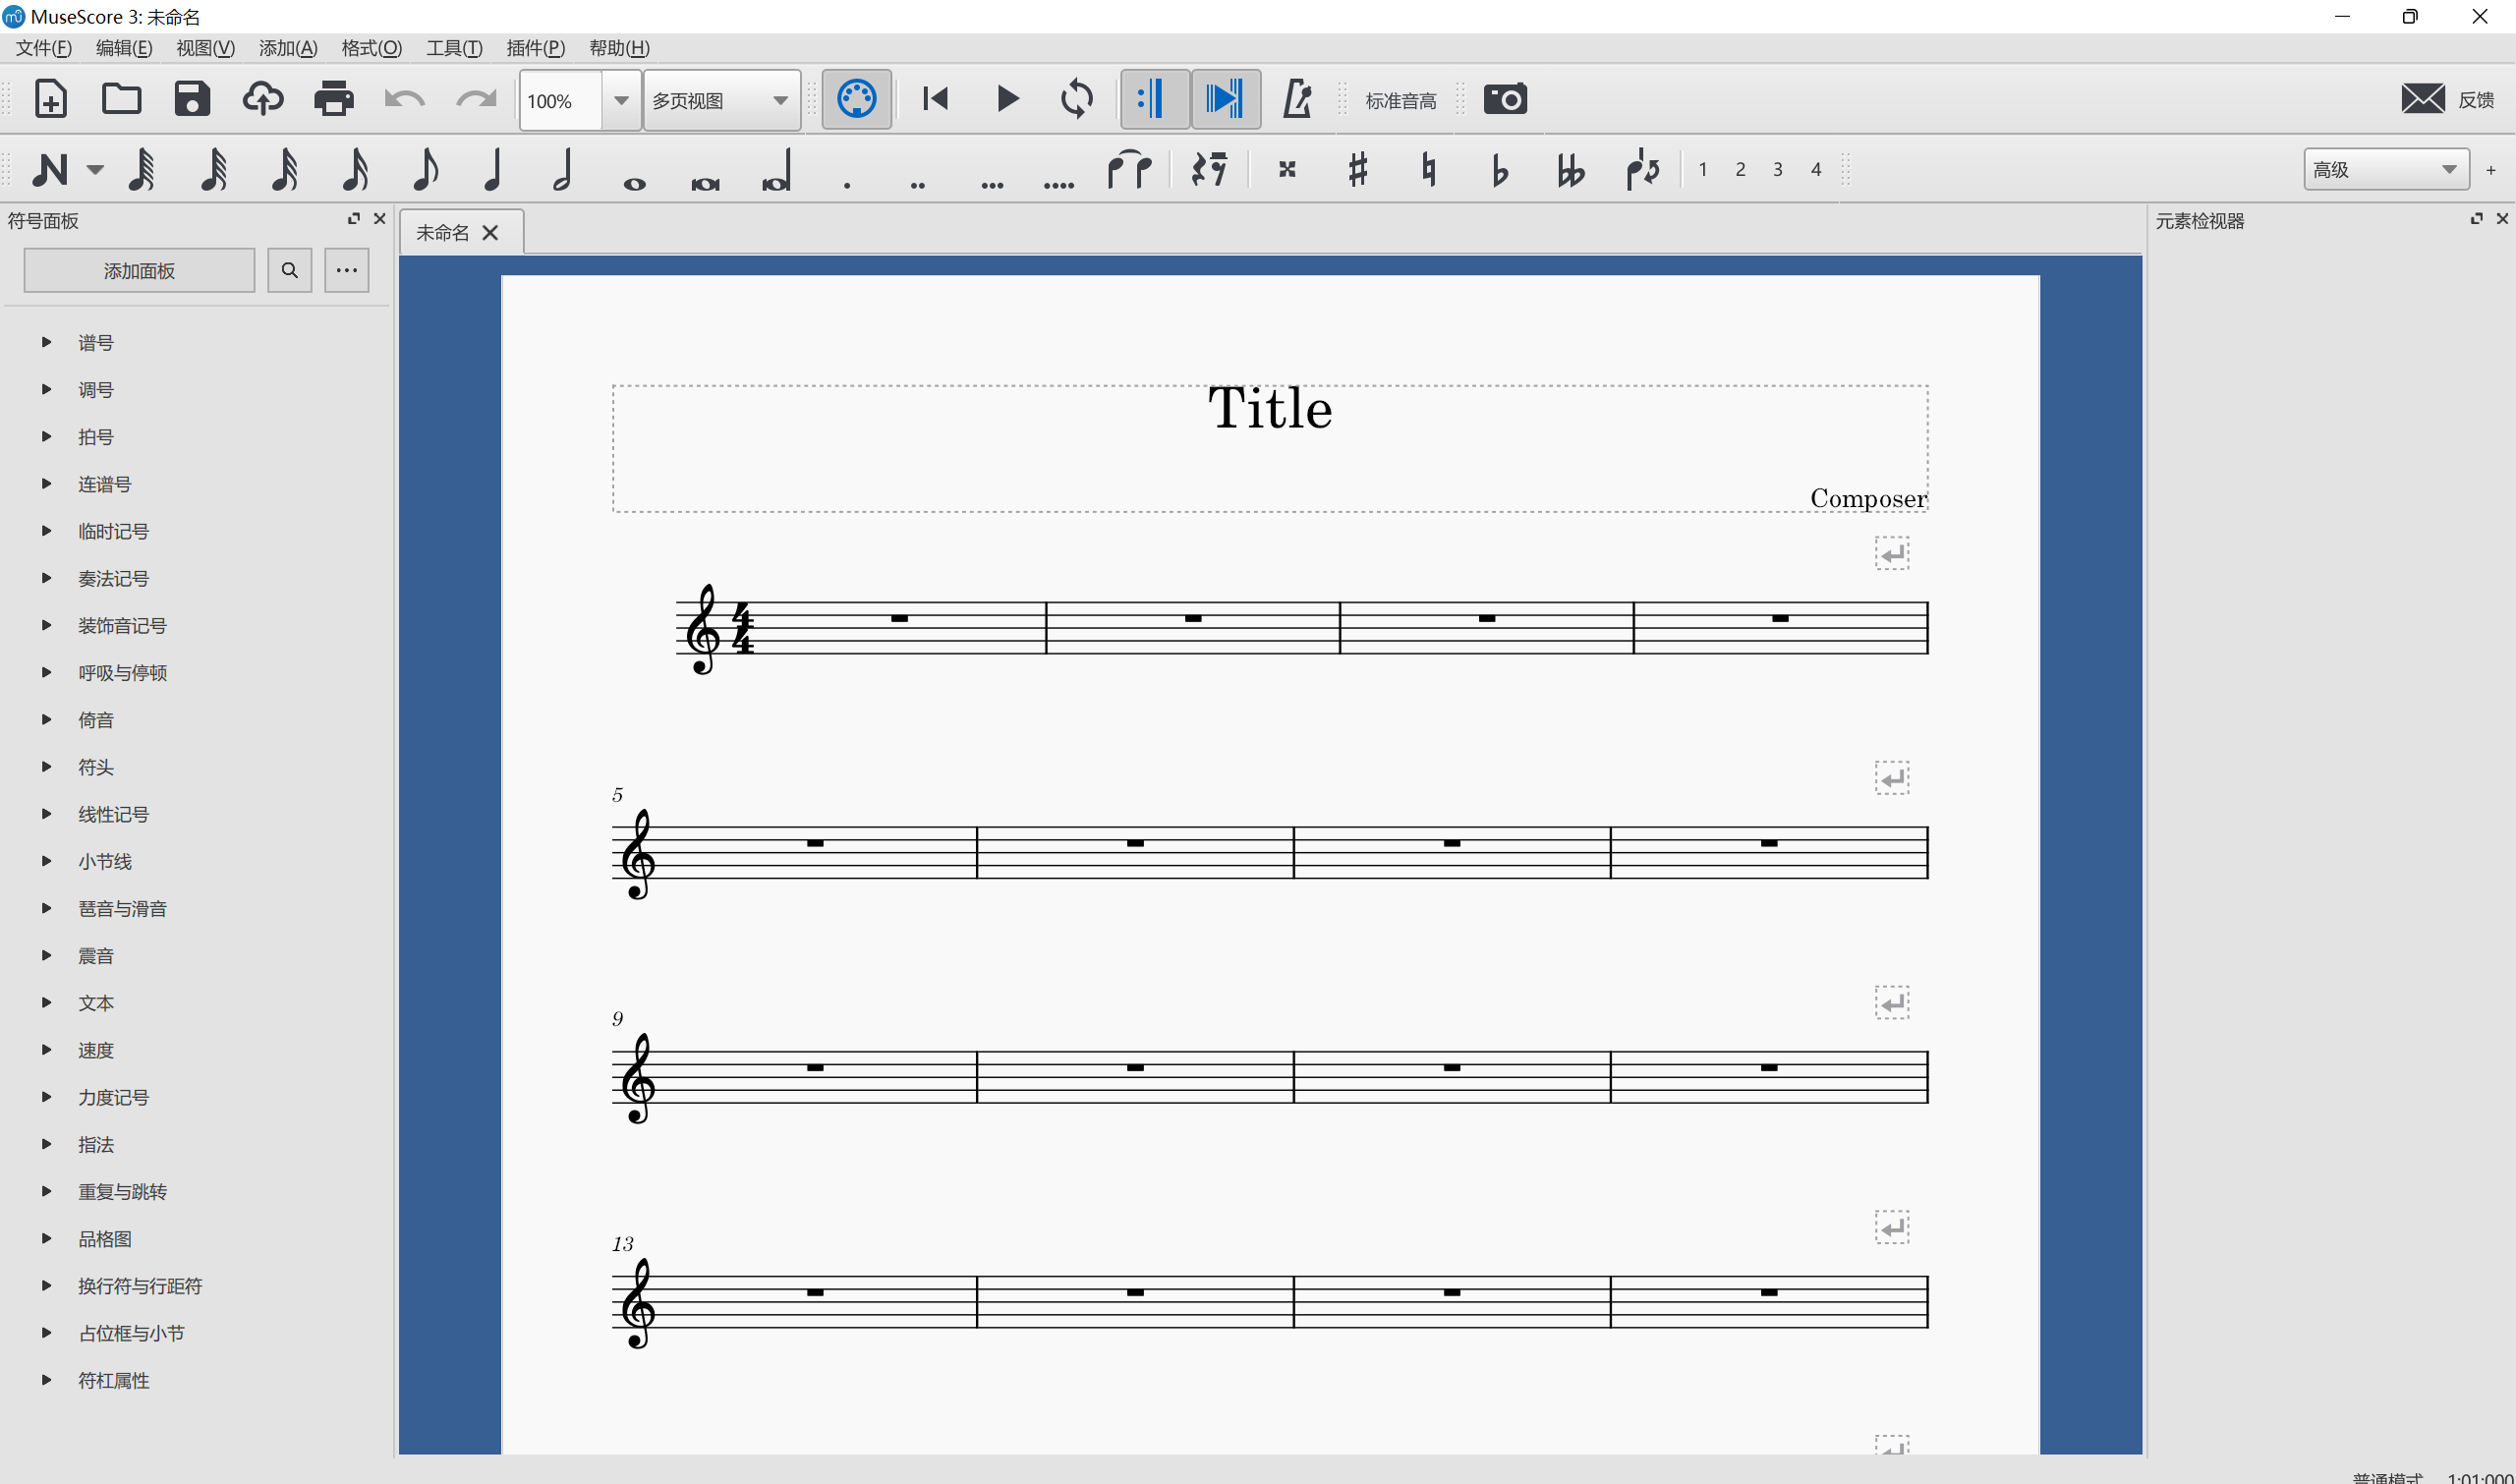 MuseScore 3: 未命名
文件(F) 编辑(E) 视图(V) 添加(A) 格式(O) 工具(T) 插件(P) 帮助(H)
100% 多页视图 标准音高 反馈
1 2 3 4 高级 +
符号面板
未命名
元素检视器
添加面板
谱号
调号
拍号
连谱号
临时记号
奏法记号
装饰音记号
呼吸与停顿
倚音
符头
线性记号
小节线
琶音与滑音
震音
文本
速度
力度记号
指法
重复与跳转
品格图
换行符与行距符
占位框与小节
符杠属性
Title
Composer
4
4
5
9
13
普通模式 1:01:000